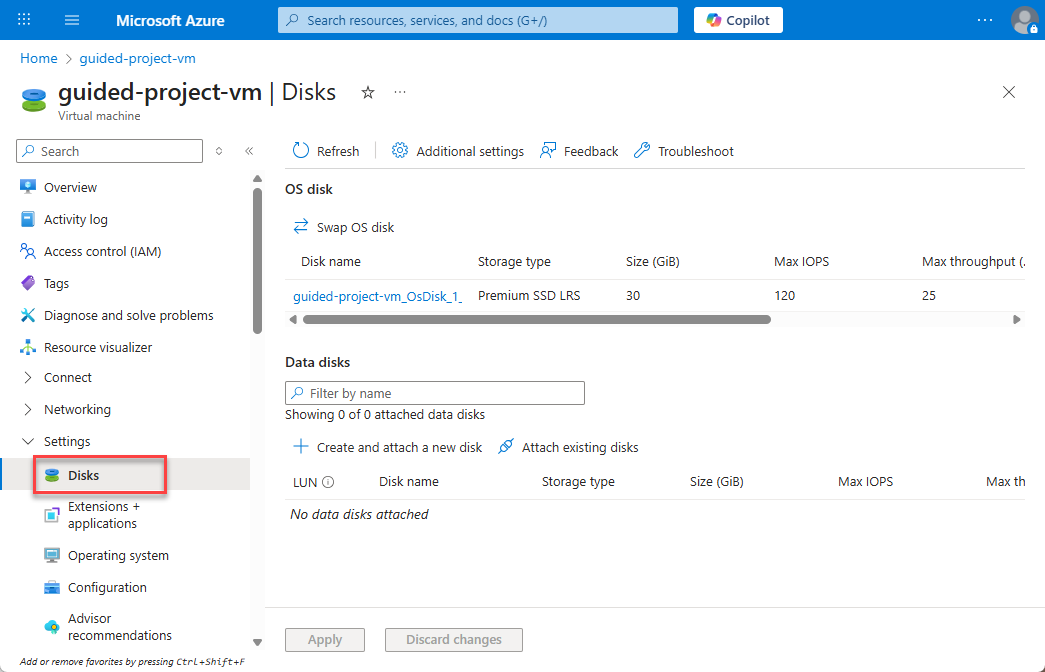 Microsoft Azure
Search resources, services, and docs (G+/)
Copilot
Home > guided-project-vm
guided-project-vm | Disks
Virtual machine
Search
Overview
Activity log
Access control (IAM)
Tags
Diagnose and solve problems
Resource visualizer
Connect
Networking
Settings
Disks
Extensions +
applications
Operating system
Configuration
Advisor
recommendations
Add or remove favorites by pressing Ctrl+Shift+F
Refresh Additional settings Feedback Troubleshoot
OS disk
Swap OS disk
Disk name Storage type Size (GiB) Max IOPS Max throughput (.
guided-project-vm_OsDisk_1_ Premium SSD LRS 30 120 25
Data disks
Filter by name
Showing 0 of 0 attached data disks
Create and attach a new disk Attach existing disks
LUN Disk name Storage type Size (GiB) Max IOPS Max th
No data disks attached
Apply Discard changes